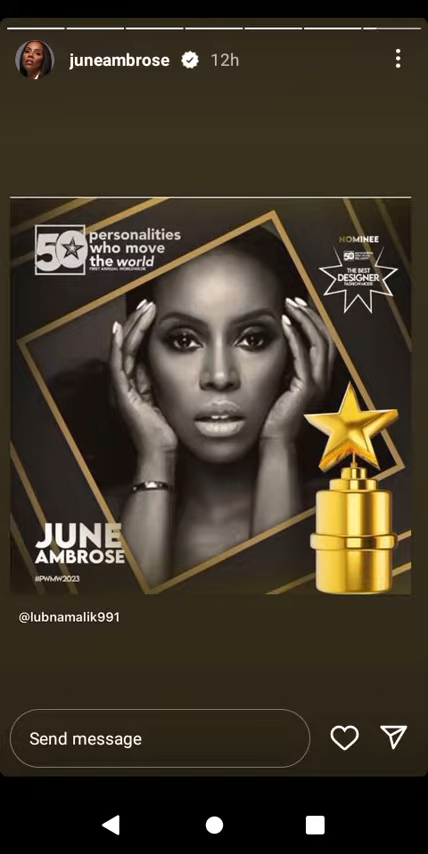 juneambrose 12h
50 personalities
who move
the world
FIRST ANNUAL WORLDWIDE
NOMINEE
50
THE BEST
DESIGNER
FASHION MODE
JUNE
AMBROSE
#PWMW2023
@lubnamalik991
Send message